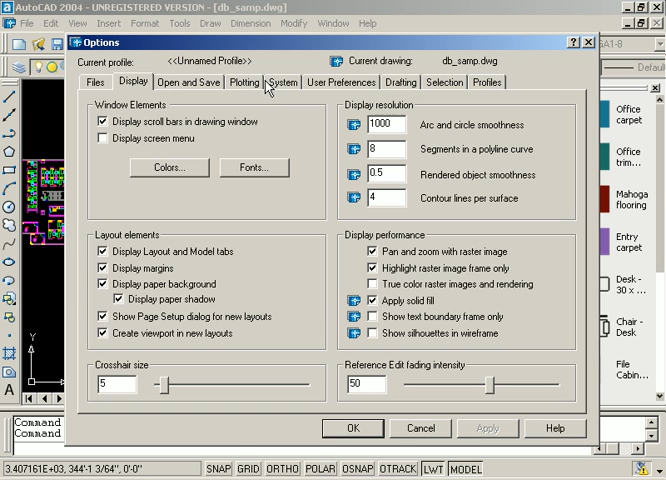 AutoCAD 2004 - UNREGISTERED VERSION - [db_samp.dwg]
File Edit View Insert Format Tools Draw
Options
Current profile: <<Unnamed Profile>> Current drawing: db_samp.dwg
Files Display Open and Save Plotting System User Preferences Drafting Selection Profiles
Window Elements
Display scroll bars in drawing window
Display screen menu
Colors... Fonts...
Display resolution
1000 Arc and circle smoothness
8 Segments in a polyline curve
0.5 Rendered object smoothness
4 Contour lines per surface
Layout elements
Display Layout and Model tabs
Display margins
Display paper background
Display paper shadow
Show Page Setup dialog for new layouts
Create viewport in new layouts
Display performance
Pan and zoom with raster image
Highlight raster image frame only
True color raster images and rendering
Apply solid fill
Show text boundary frame only
Show silhouettes in wireframe
Crosshair size
5
Reference Edit fading intensity
50
OK Cancel Apply Help
GA1-8
Default
Office
carpet
Office
trim...
Mahoga
flooring
Entry
carpet
Desk -
30 x ...
Chair -
Desk
File
Cabin...
Y
A
Command
Command
3.407161E+03, 344'-1 3/64", 0'-0" SNAP GRID ORTHO POLAR OSNAP OTRACK LWT MODEL